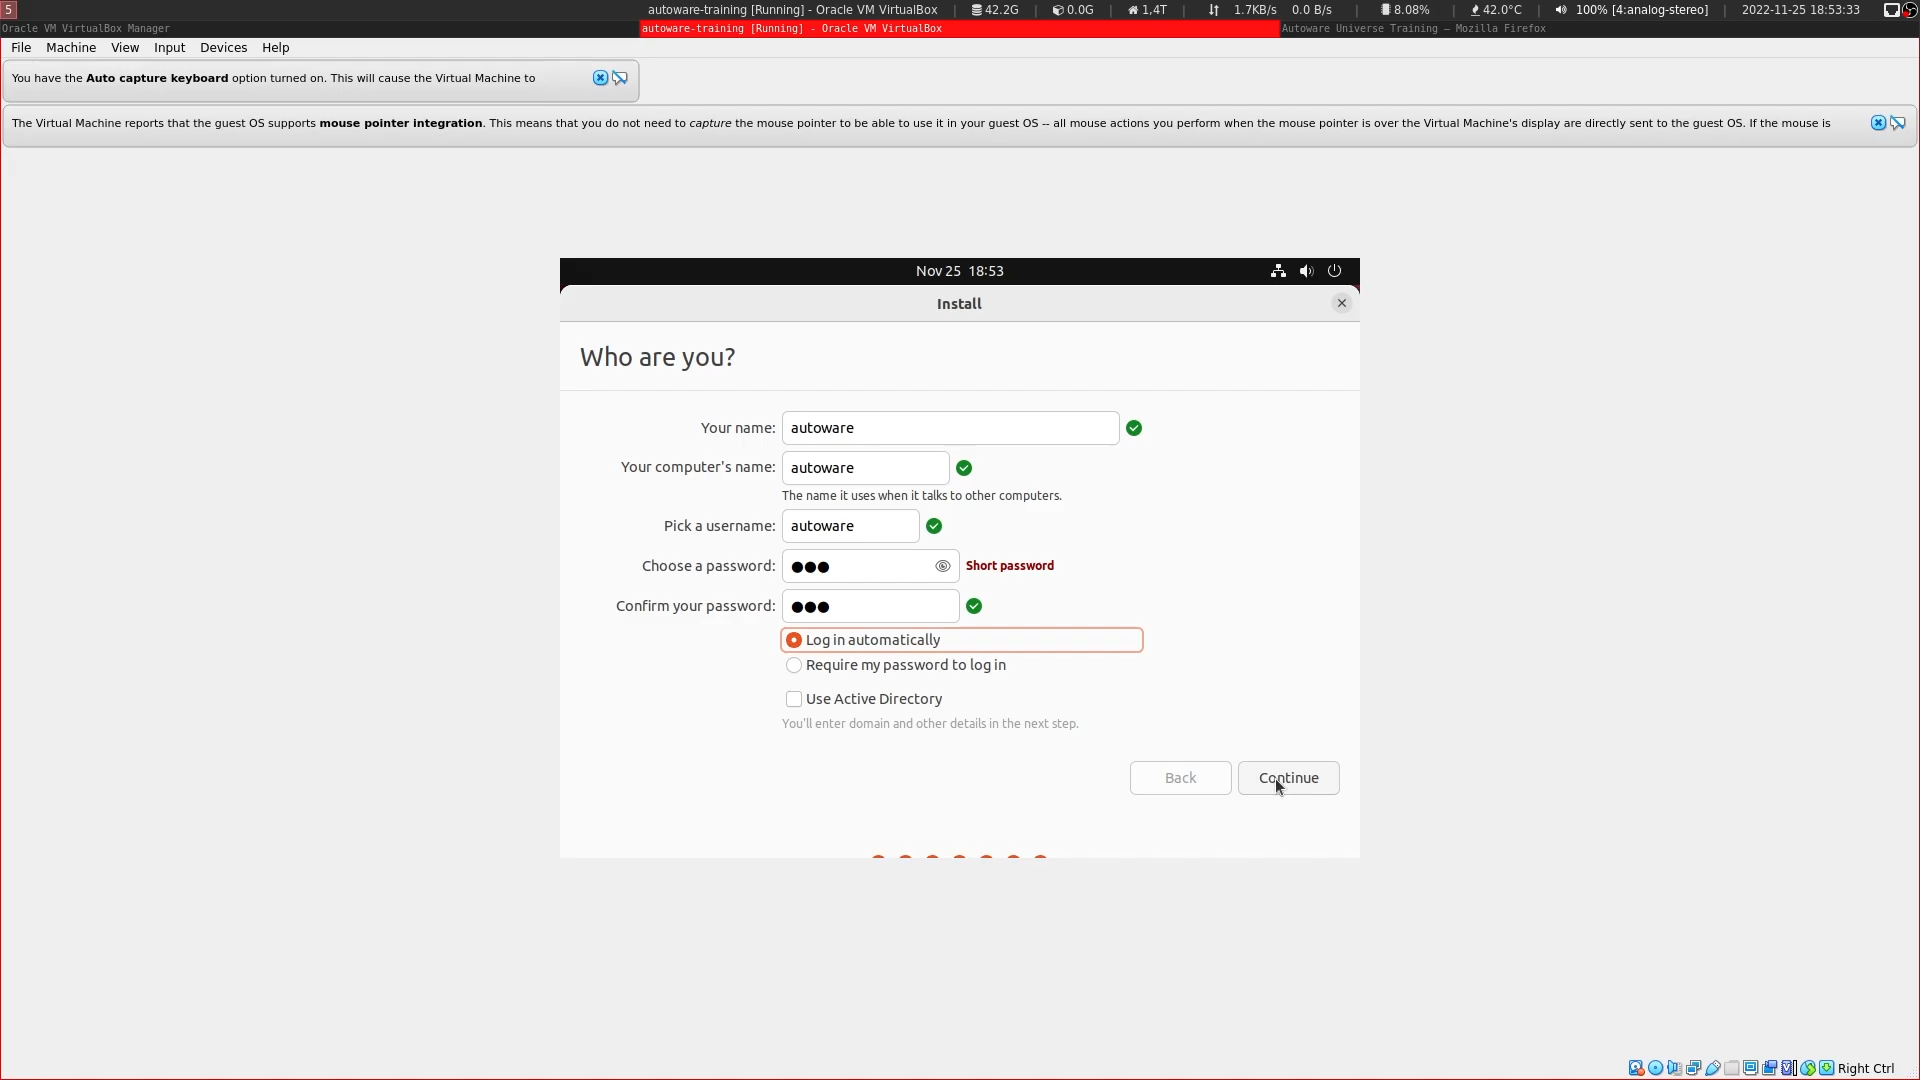 5
autoware-training [Running] - Oracle VM VirtualBox | 42.2G | 0.0G | 1,4T | 1.7KB/s 0.0 B/s | 8.08% | 42.0°C | 100% [4:analog-stereo] | 2022-11-25 18:53:33
Oracle VM VirtualBox Manager
autoware-training [Running] - Oracle VM VirtualBox
Autoware Universe Training — Mozilla Firefox
File Machine View Input Devices Help
You have the Auto capture keyboard option turned on. This will cause the Virtual Machine to
The Virtual Machine reports that the guest OS supports mouse pointer integration. This means that you do not need to capture the mouse pointer to be able to use it in your guest OS -- all mouse actions you perform when the mouse pointer is over the Virtual Machine's display are directly sent to the guest OS. If the mouse is
Nov 25 18:53
Install
Who are you?
Your name: autoware
Your computer's name: autoware
The name it uses when it talks to other computers.
Pick a username: autoware
Choose a password: ●●● Short password
Confirm your password: ●●●
Log in automatically
Require my password to log in
Use Active Directory
You'll enter domain and other details in the next step.
Back Continue
Right Ctrl